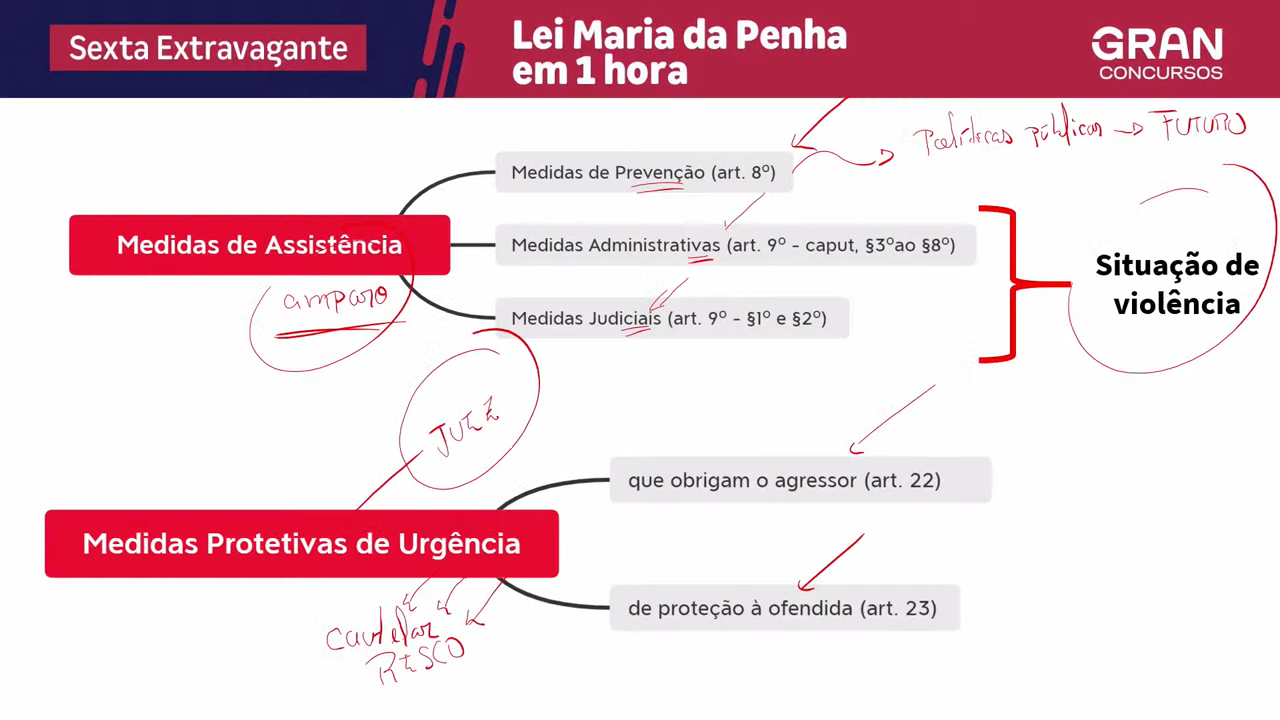 Sexta Extravagante
Lei Maria da Penha
em 1 hora
GRAN
CONCURSOS
Políticas públicas → FUTURO
Medidas de Prevenção (art. 8º)
Medidas de Assistência
Medidas Administrativas (art. 9º - caput, §3ºao §8º)
Situação de
violência
amparo
Medidas Judiciais (art. 9º - §1º e §2º)
JUIZ
que obrigam o agressor (art. 22)
Medidas Protetivas de Urgência
de proteção à ofendida (art. 23)
cautelar
RISCO